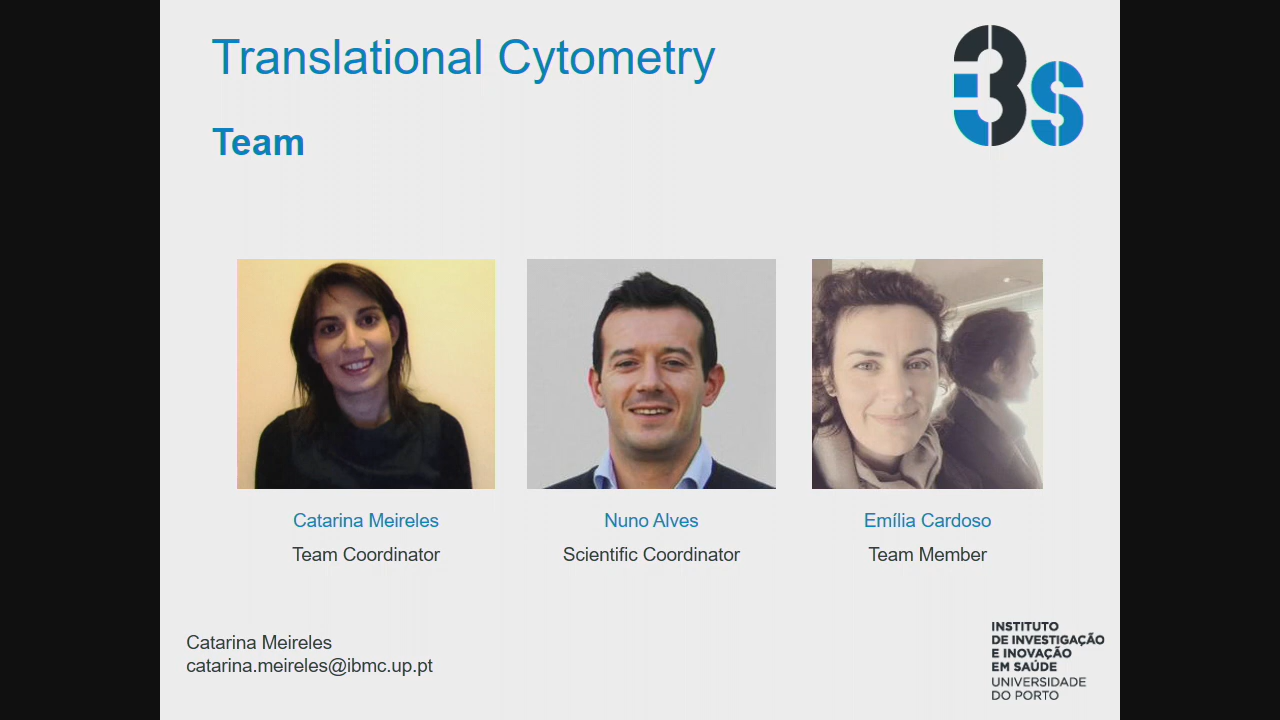 Translational Cytometry
i3s
Team
Catarina Meireles
Team Coordinator
Nuno Alves
Scientific Coordinator
Emília Cardoso
Team Member
Catarina Meireles
catarina.meireles@ibmc.up.pt
INSTITUTO
DE INVESTIGAÇÃO
E INOVAÇÃO
EM SAÚDE
UNIVERSIDADE
DO PORTO